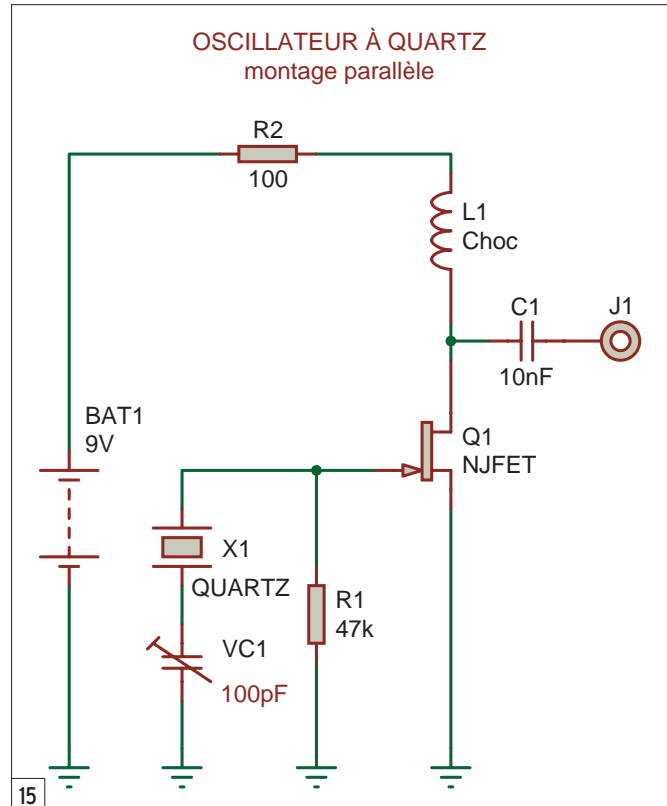 OSCILLATEUR À QUARTZ
montage parallèle
R2
100
L1
Choc
C1
J1
10nF
BAT1
9V
Q1
NJFET
X1
QUARTZ
R1
47k
VC1
100pF
15